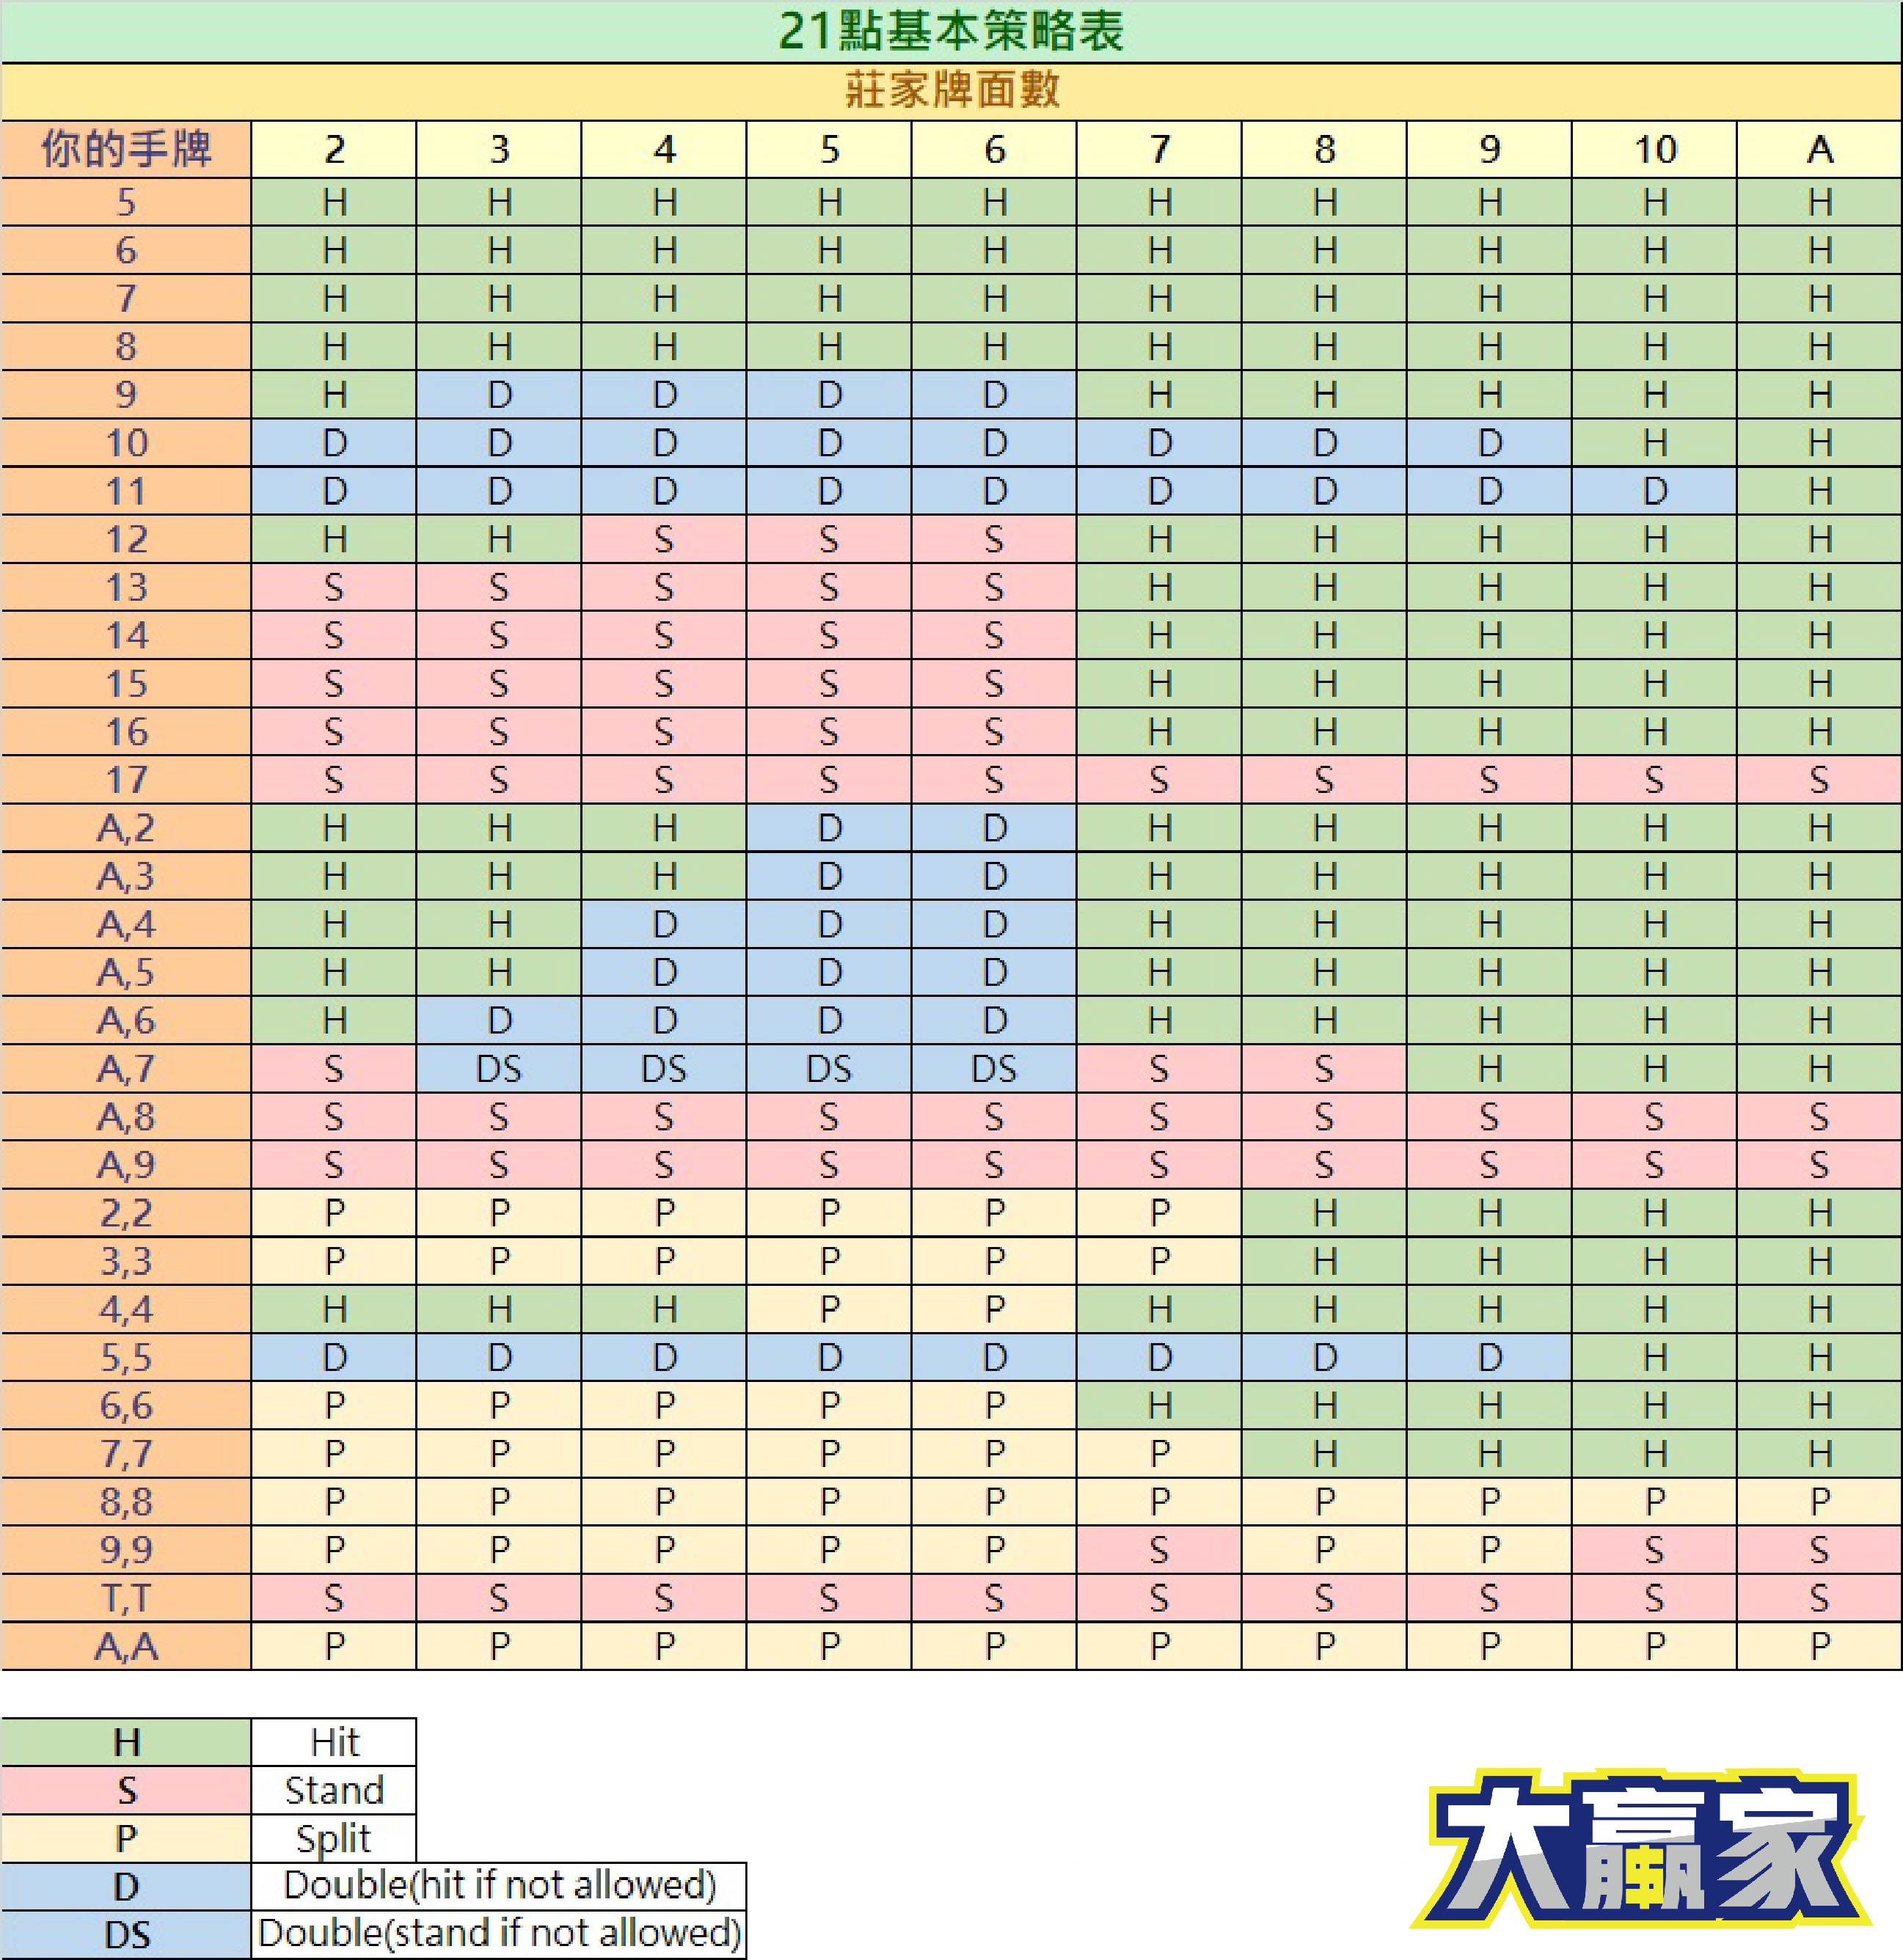 21點基本策略表
莊家牌面數
你的手牌 2 3 4 5 6 7 8 9 10 A
5 H H H H H H H H H H
6 H H H H H H H H H H
7 H H H H H H H H H H
8 H H H H H H H H H H
9 H D D D D H H H H H
10 D D D D D D D D H H
11 D D D D D D D D D H
12 H H S S S H H H H H
13 S S S S S H H H H H
14 S S S S S H H H H H
15 S S S S S H H H H H
16 S S S S S H H H H H
17 S S S S S S S S S S
A,2 H H H D D H H H H H
A,3 H H H D D H H H H H
A,4 H H D D D H H H H H
A,5 H H D D D H H H H H
A,6 H D D D D H H H H H
A,7 S DS DS DS DS S S H H H
A,8 S S S S S S S S S S
A,9 S S S S S S S S S S
2,2 P P P P P P H H H H
3,3 P P P P P P H H H H
4,4 H H H P P H H H H H
5,5 D D D D D D D D H H
6,6 P P P P P H H H H H
7,7 P P P P P P H H H H
8,8 P P P P P P P P P P
9,9 P P P P P S P P S S
T,T S S S S S S S S S S
A,A P P P P P P P P P P
H Hit
S Stand
P Split
D Double(hit if not allowed)
DS Double(stand if not allowed)
大贏家